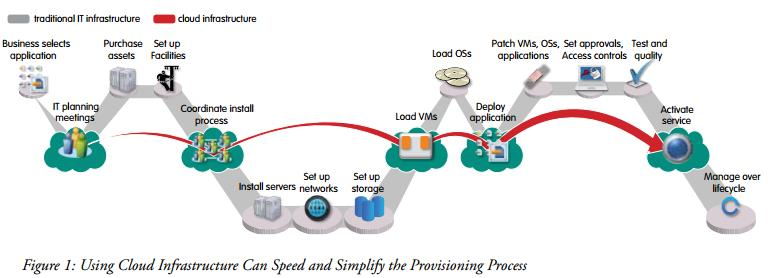 traditional IT infrastructure
cloud infrastructure
Business selects
application
Purchase
assets
Set up
Facilities
IT planning
meetings
Coordinate install
process
Install servers
Set up
networks
Set up
storage
Load VMs
Load OSs
Deploy
application
Patch VMs, OSs,
applications
Set approvals,
Access controls
Test and
quality
Activate
service
Manage over
lifecycle
Figure 1: Using Cloud Infrastructure Can Speed and Simplify the Provisioning Process